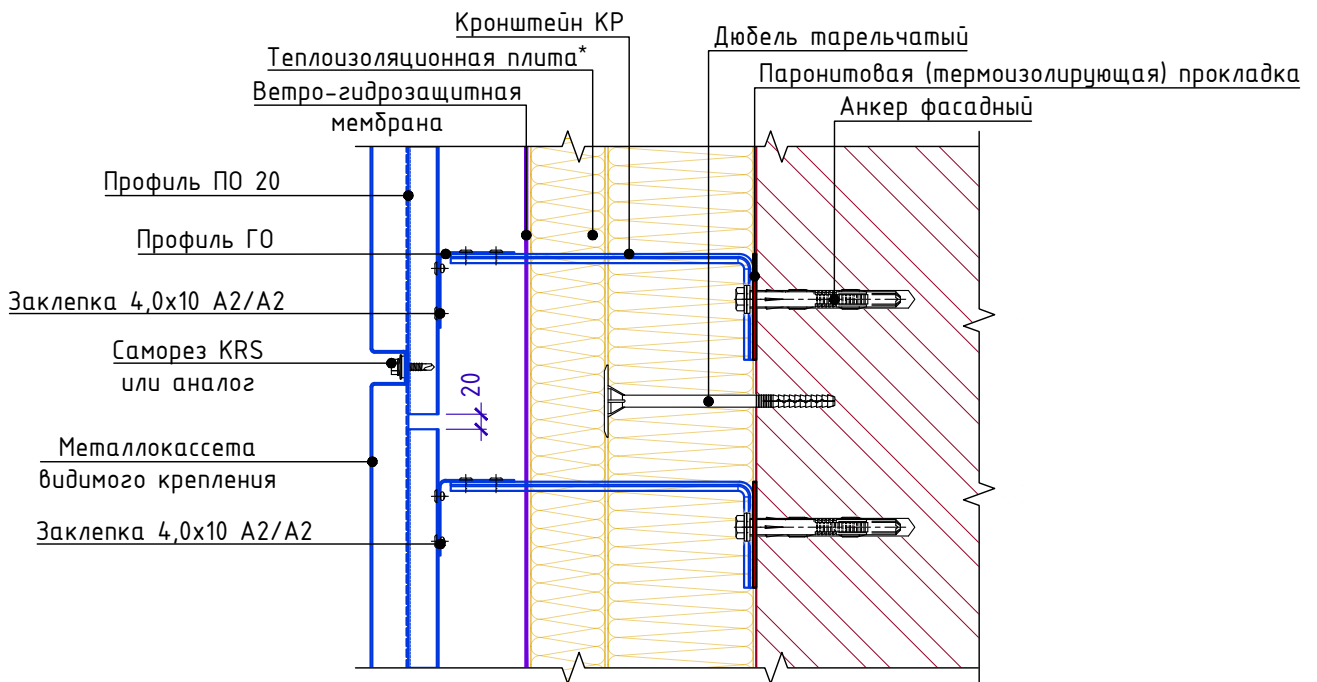 Кронштейн КР
Дюбель тарельчатый
Теплоизоляционная плита*
Паронитовая (термоизолирующая) прокладка
Ветро-гидрозащитная
мембрана
Анкер фасадный
Профиль ПО 20
Профиль ГО
Заклепка 4,0х10 А2/А2
Саморез KRS
или аналог
20
Металлокассета
видимого крепления
Заклепка 4,0х10 А2/А2